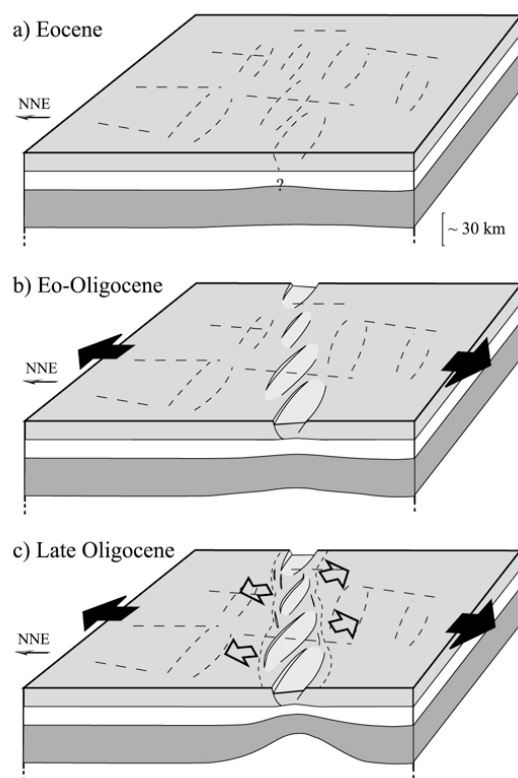 a) Eocene
NNE
?
~ 30 km
b) Eo-Oligocene
NNE
c) Late Oligocene
NNE